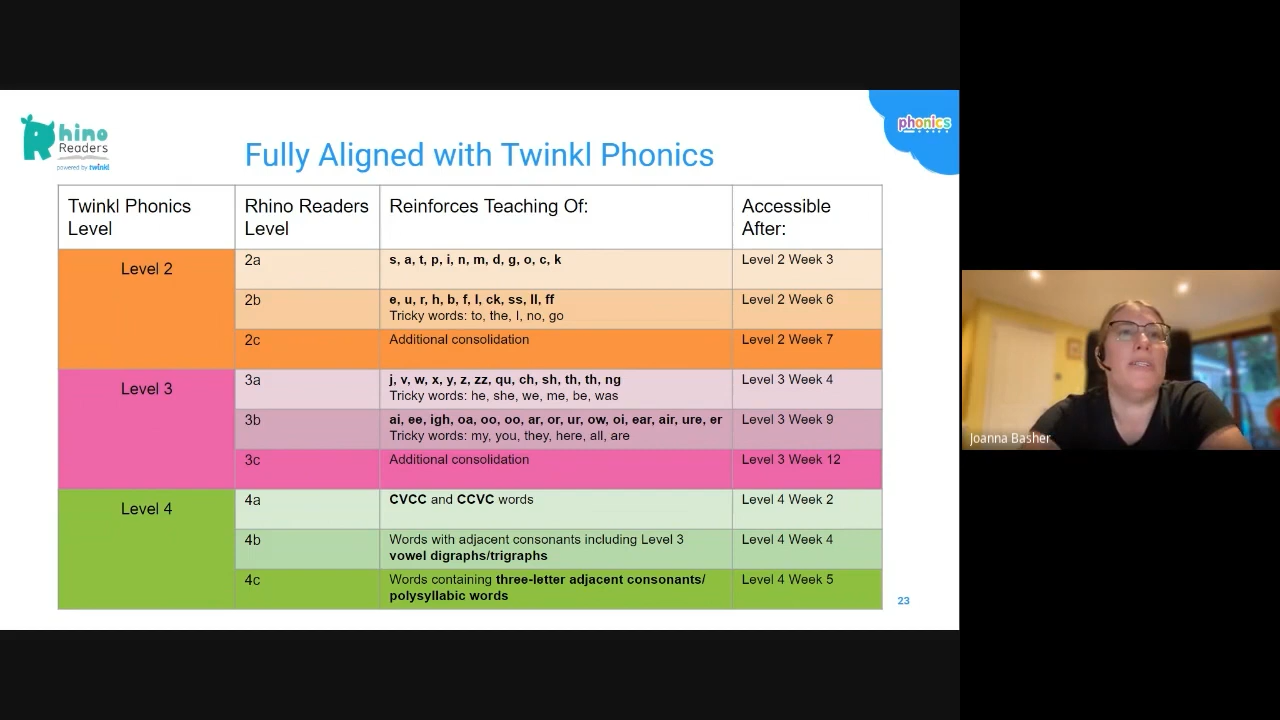 Rhino
Readers
powered by twinkl
phonics
Fully Aligned with Twinkl Phonics
Twinkl Phonics Level
Rhino Readers Level
Reinforces Teaching Of:
Accessible After:
Level 2
2a
s, a, t, p, i, n, m, d, g, o, c, k
Level 2 Week 3
2b
e, u, r, h, b, f, l, ck, ss, ll, ff
Tricky words: to, the, I, no, go
Level 2 Week 6
2c
Additional consolidation
Level 2 Week 7
Level 3
3a
j, v, w, x, y, z, zz, qu, ch, sh, th, th, ng
Tricky words: he, she, we, me, be, was
Level 3 Week 4
3b
ai, ee, igh, oa, oo, oo, ar, or, ur, ow, oi, ear, air, ure, er
Tricky words: my, you, they, here, all, are
Level 3 Week 9
3c
Additional consolidation
Level 3 Week 12
Level 4
4a
CVCC and CCVC words
Level 4 Week 2
4b
Words with adjacent consonants including Level 3
vowel digraphs/trigraphs
Level 4 Week 4
4c
Words containing three-letter adjacent consonants/
polysyllabic words
Level 4 Week 5
23
Joanna Basher